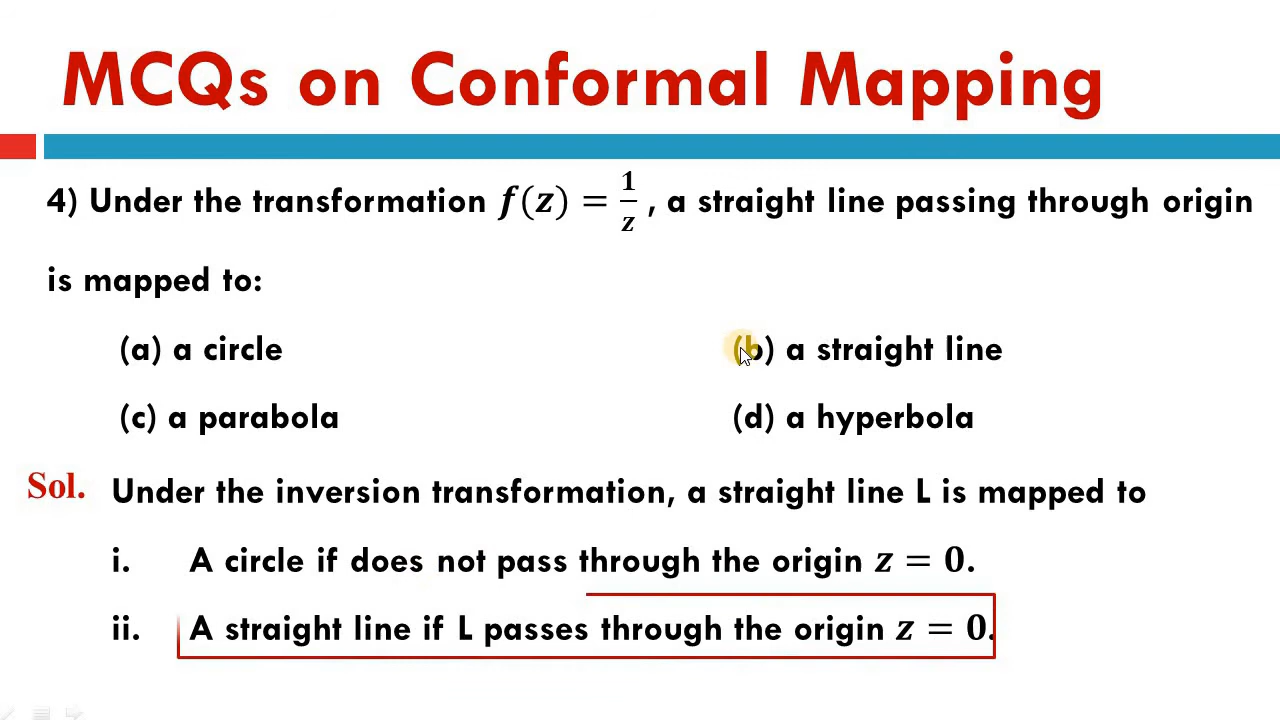 MCQs on Conformal Mapping
4) Under the transformation f(z) = 1/z , a straight line passing through origin
is mapped to:
(a) a circle (b) a straight line
(c) a parabola (d) a hyperbola
Sol. Under the inversion transformation, a straight line L is mapped to
i. A circle if does not pass through the origin z = 0.
ii. A straight line if L passes through the origin z = 0.